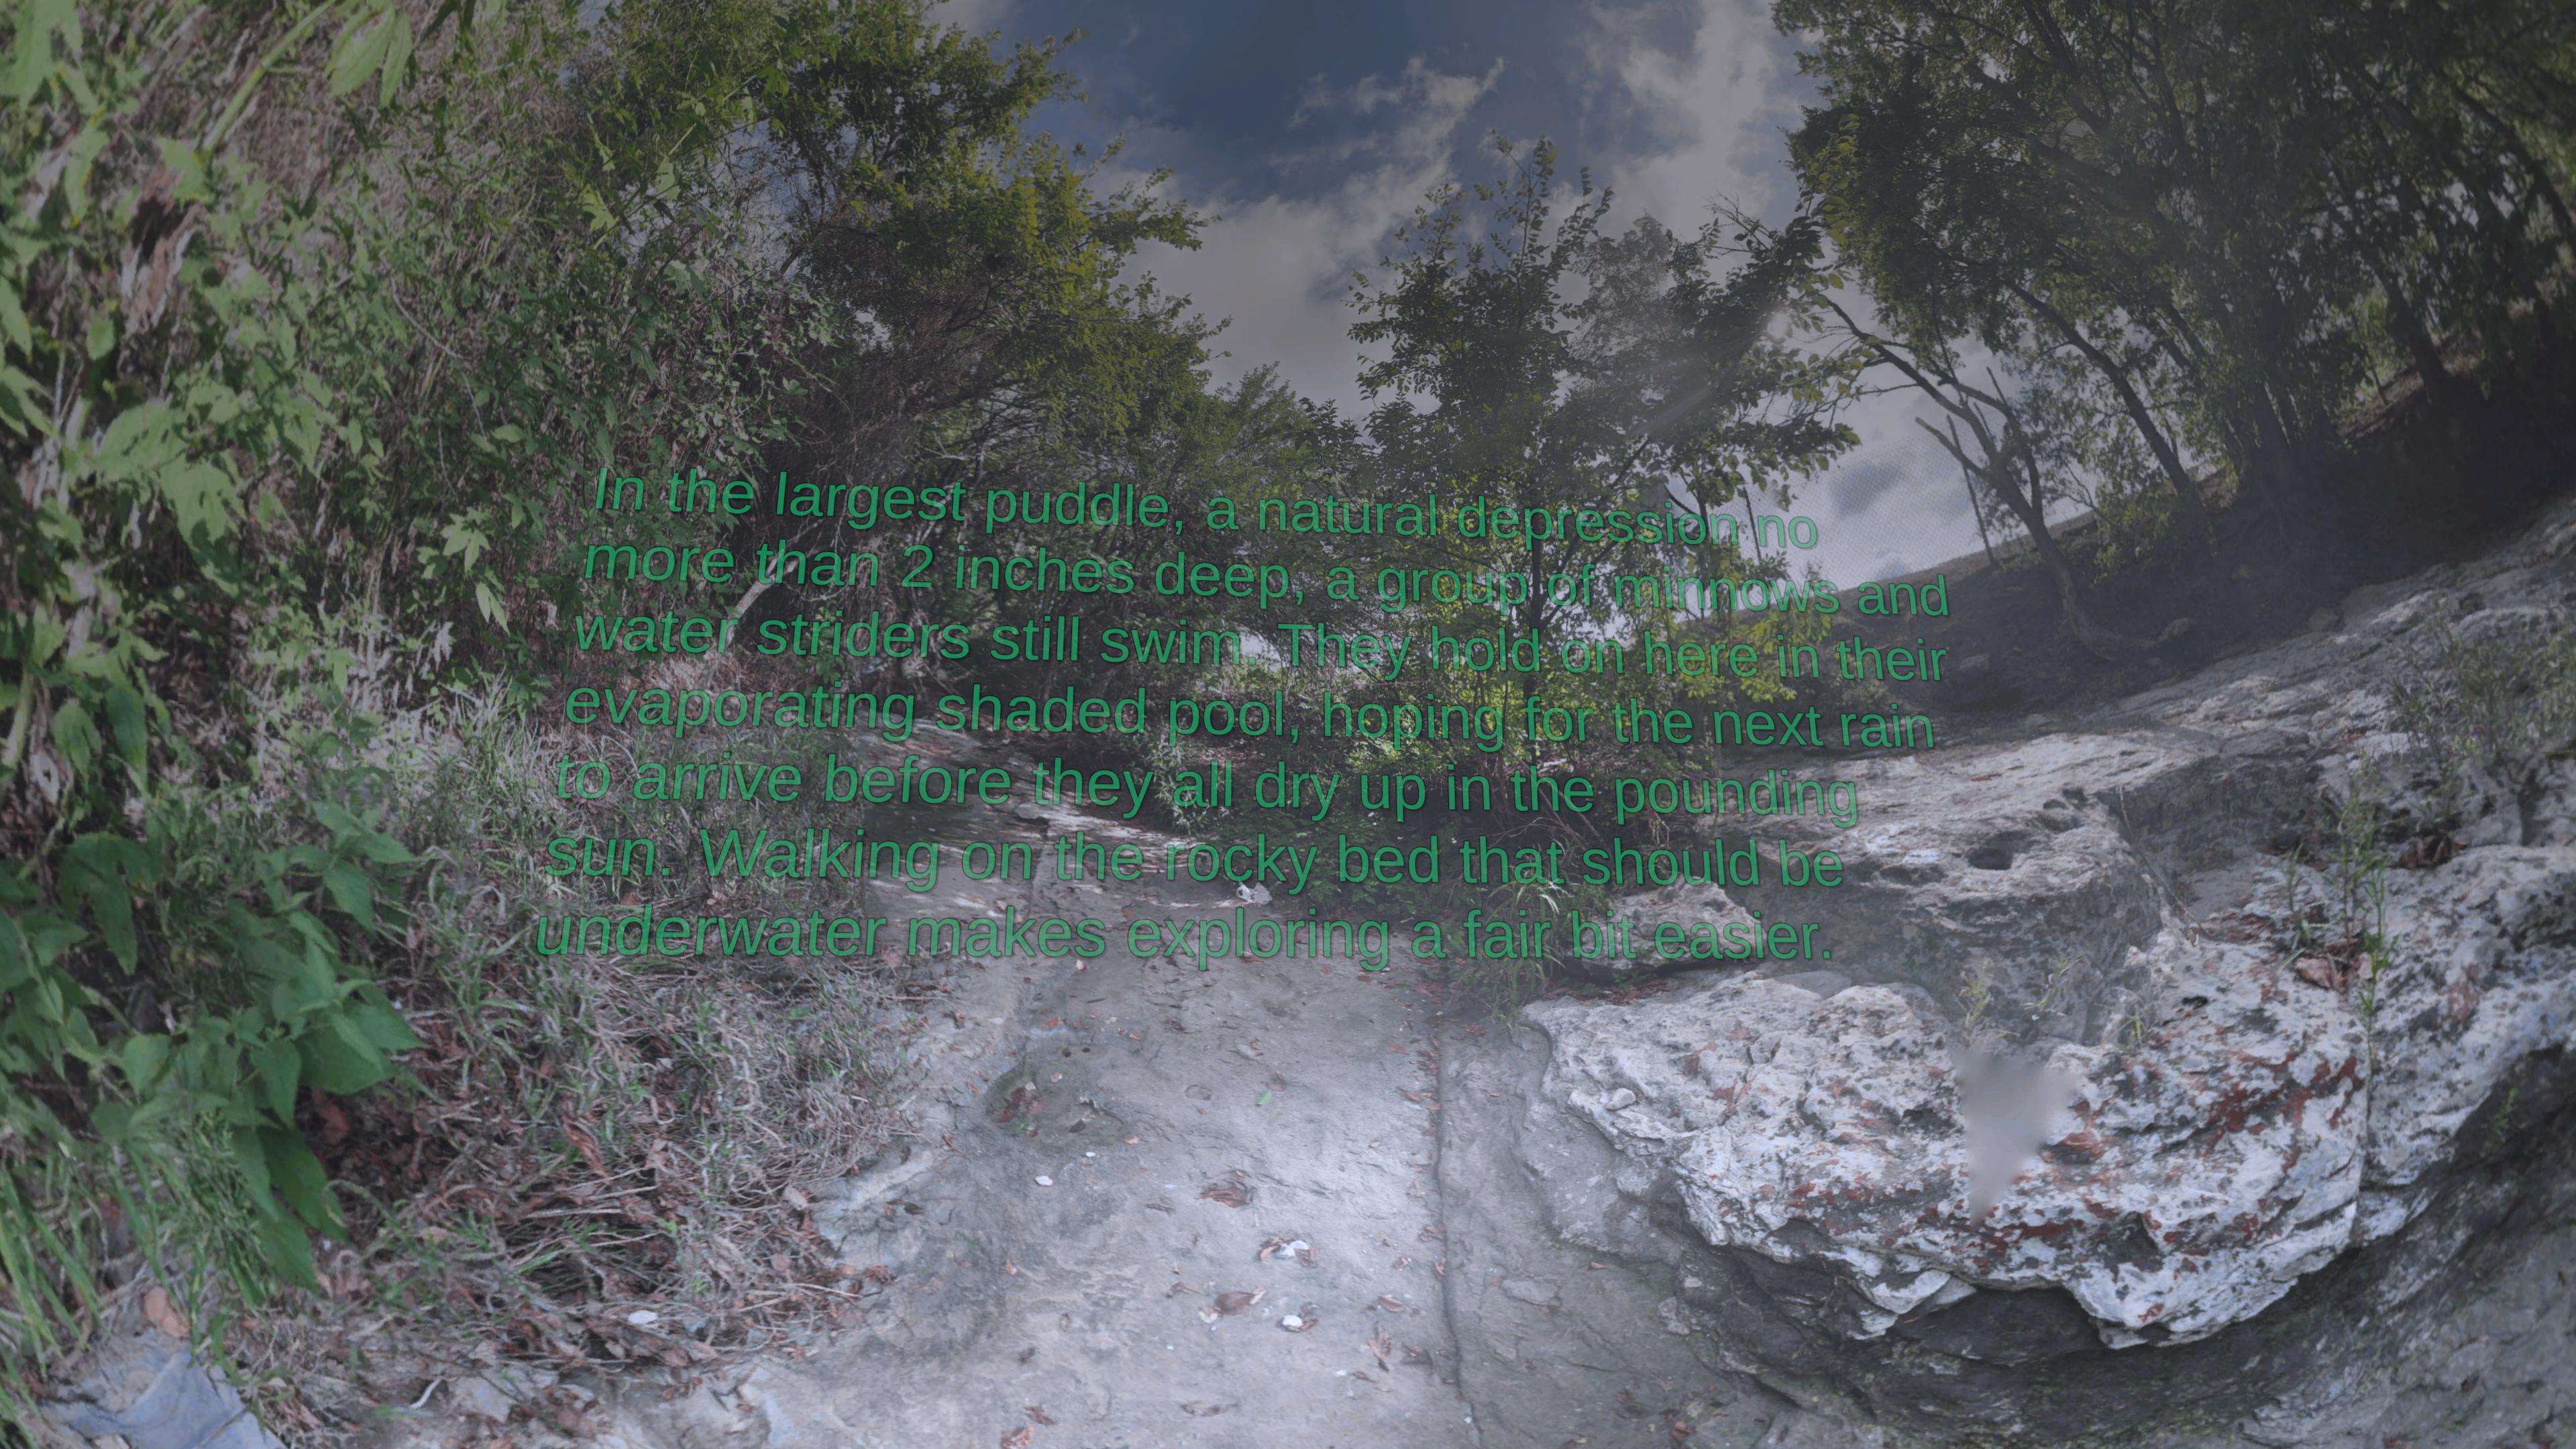 In the largest puddle, a natural depression no
more than 2 inches deep, a group of minnows and
water striders still swim. They hold on here in their
evaporating shaded pool, hoping for the next rain
to arrive before they all dry up in the pounding
sun. Walking on the rocky bed that should be
underwater makes exploring a fair bit easier.